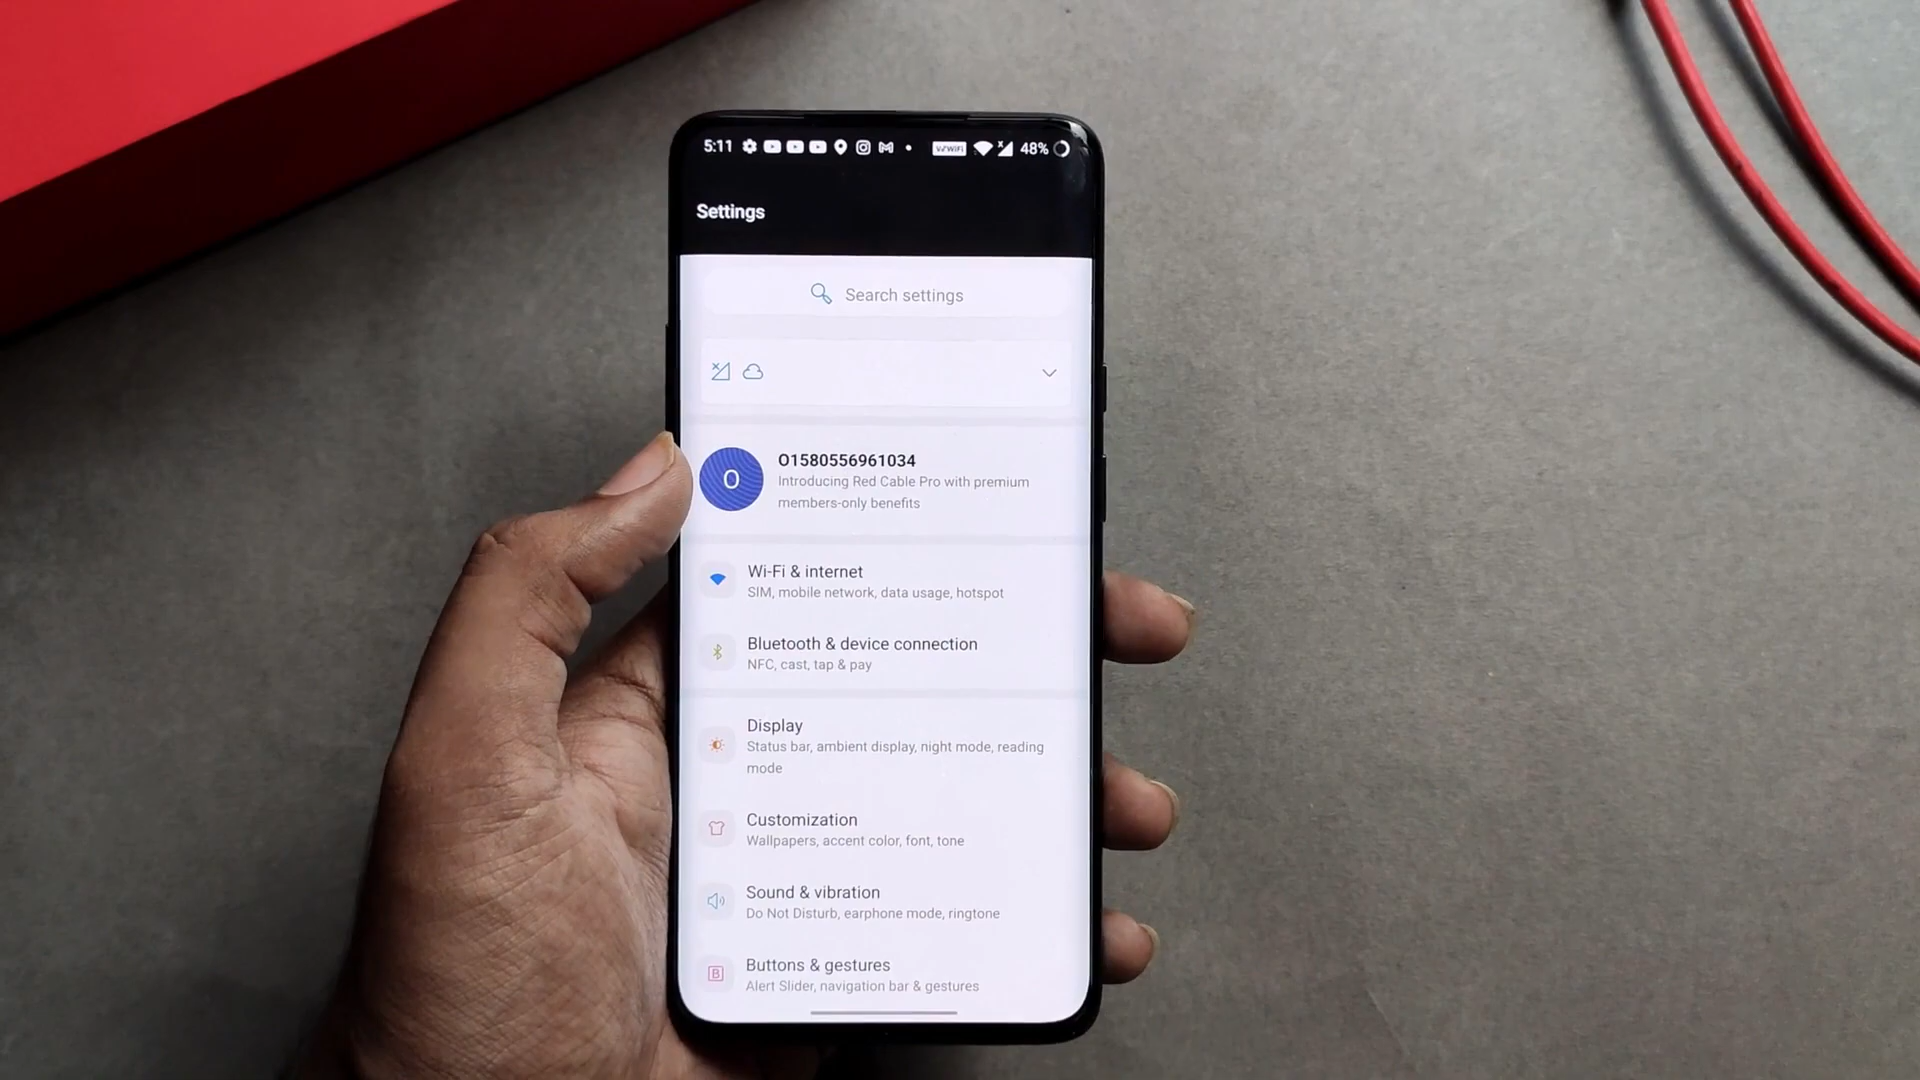 5:11
VoWiFi
48%
Settings
Search settings
O
O1580556961034
Introducing Red Cable Pro with premium
members-only benefits
Wi-Fi & internet
SIM, mobile network, data usage, hotspot
Bluetooth & device connection
NFC, cast, tap & pay
Display
Status bar, ambient display, night mode, reading
mode
Customization
Wallpapers, accent color, font, tone
Sound & vibration
Do Not Disturb, earphone mode, ringtone
B
Buttons & gestures
Alert Slider, navigation bar & gestures